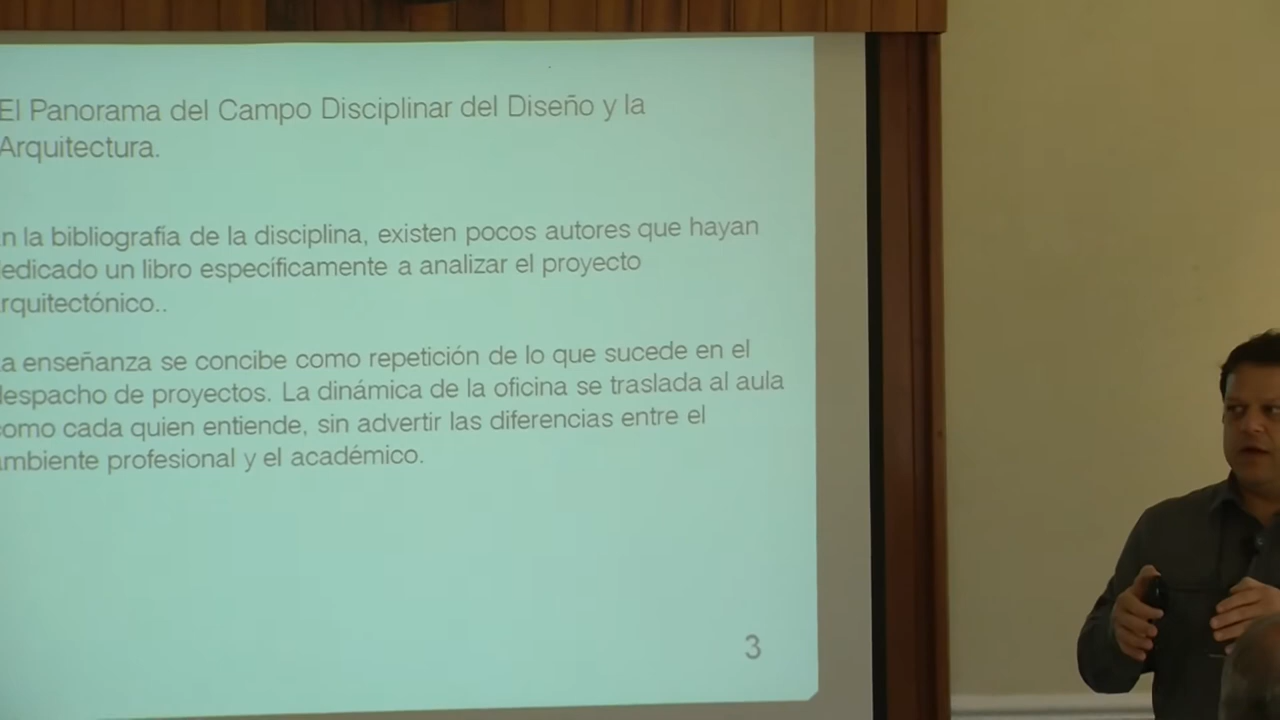 El Panorama del Campo Disciplinar del Diseño y la
Arquitectura.
n la bibliografía de la disciplina, existen pocos autores que hayan
edicado un libro específicamente a analizar el proyecto
rquitectónico..
a enseñanza se concibe como repetición de lo que sucede en el
despacho de proyectos. La dinámica de la oficina se traslada al aula
como cada quien entiende, sin advertir las diferencias entre el
ambiente profesional y el académico.
3